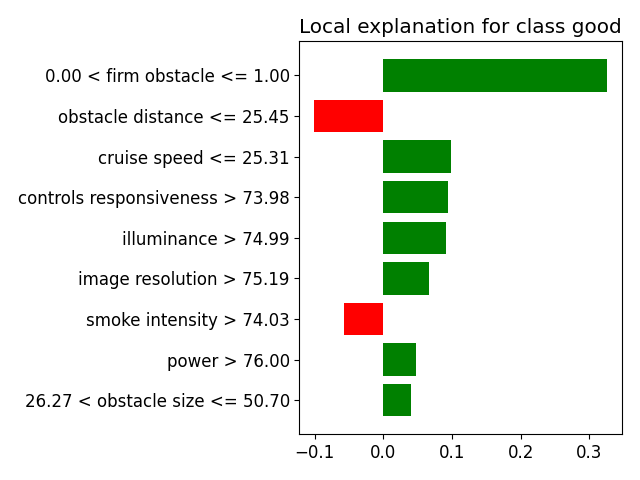 Local explanation for class good
0.00 < firm obstacle <= 1.00
obstacle distance <= 25.45
cruise speed <= 25.31
controls responsiveness > 73.98
illuminance > 74.99
image resolution > 75.19
smoke intensity > 74.03
power > 76.00
26.27 < obstacle size <= 50.70
−0.1 0.0 0.1 0.2 0.3